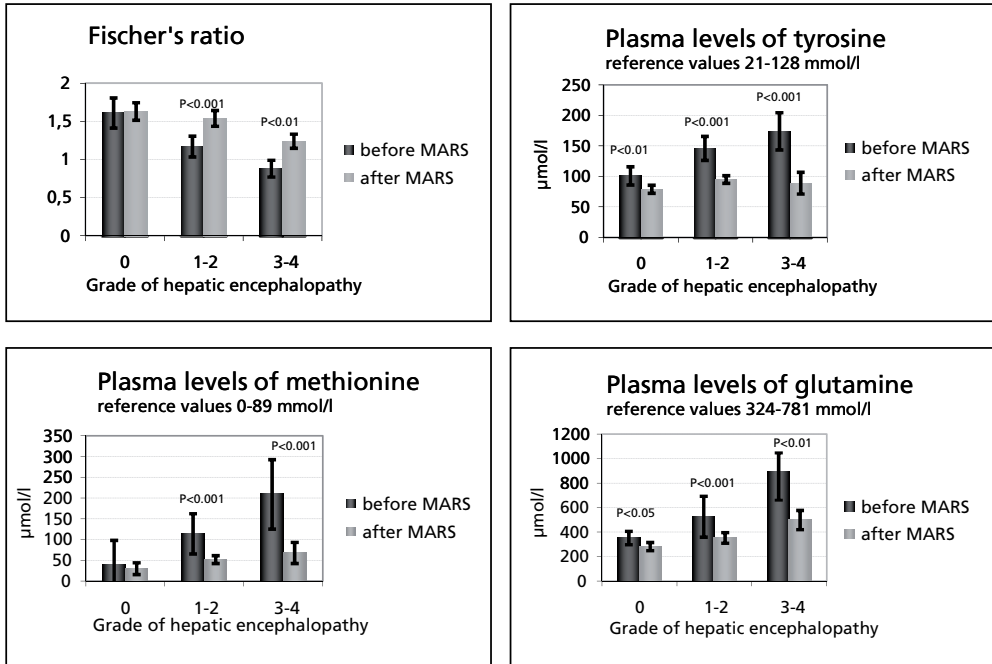 Fischer's ratio
2
1,5
1
0,5
0
P<0.001
P<0.01
before MARS
after MARS
0 1-2 3-4
Grade of hepatic encephalopathy
Plasma levels of tyrosine
reference values 21-128 mmol/l
µmol/l
250
200
150
100
50
0
P<0.01
P<0.001
P<0.001
before MARS
after MARS
0 1-2 3-4
Grade of hepatic encephalopathy
Plasma levels of methionine
reference values 0-89 mmol/l
µmol/l
350
300
250
200
150
100
50
0
P<0.001
P<0.001
before MARS
after MARS
0 1-2 3-4
Grade of hepatic encephalopathy
Plasma levels of glutamine
reference values 324-781 mmol/l
µmol/l
1200
1000
800
600
400
200
0
P<0.05
P<0.001
P<0.01
before MARS
after MARS
0 1-2 3-4
Grade of hepatic encephalopathy